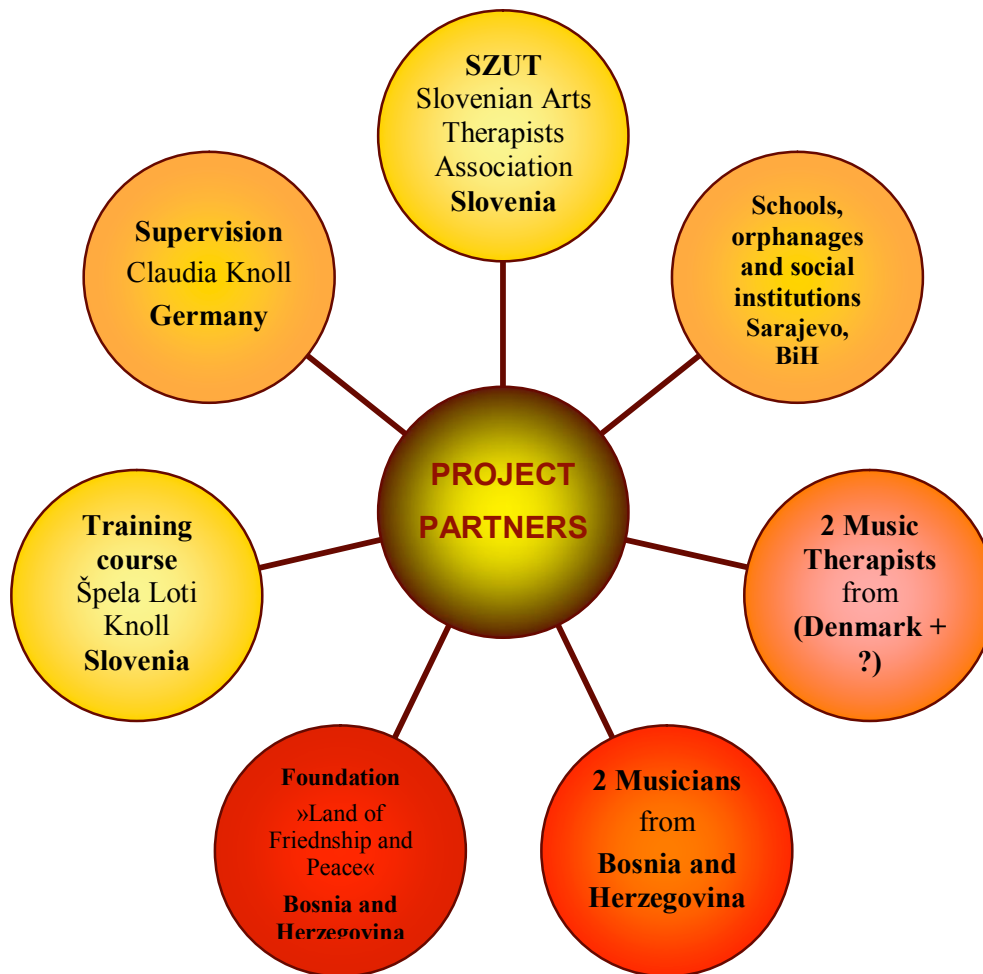 SZUT
Slovenian Arts
Therapists
Association
Slovenia
Supervision
Claudia Knoll
Germany
Schools,
orphanages
and social
institutions
Sarajevo,
BiH
PROJECT
PARTNERS
Training
course
Špela Loti
Knoll
Slovenia
2 Music
Therapists
from
(Denmark +
?)
Foundation
»Land of
Friednship and
Peace«
Bosnia and
Herzegovina
2 Musicians
from
Bosnia and
Herzegovina